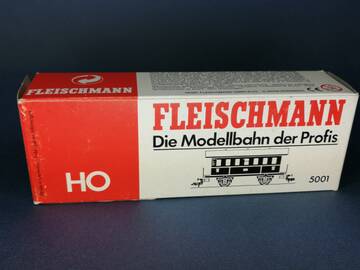 FLEISCHMANN
HO
FLEISCHMANN
Die Modellbahn der Profis
5001